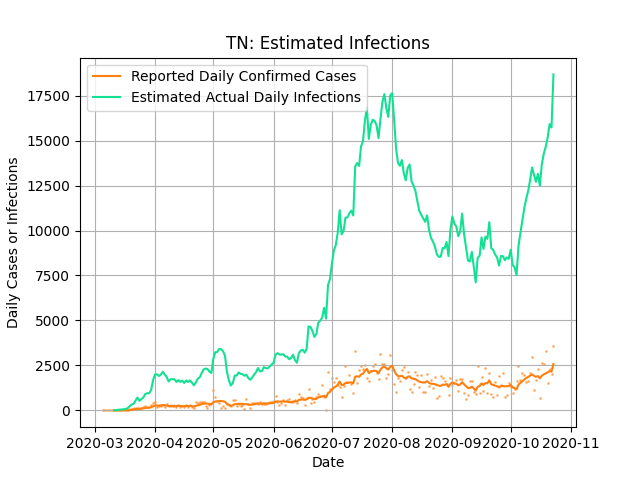 TN: Estimated Infections
Reported Daily Confirmed Cases
Estimated Actual Daily Infections
Daily Cases or Infections
17500
15000
12500
10000
7500
5000
2500
0
2020-03 2020-04 2020-05 2020-06 2020-07 2020-08 2020-09 2020-10 2020-11
Date